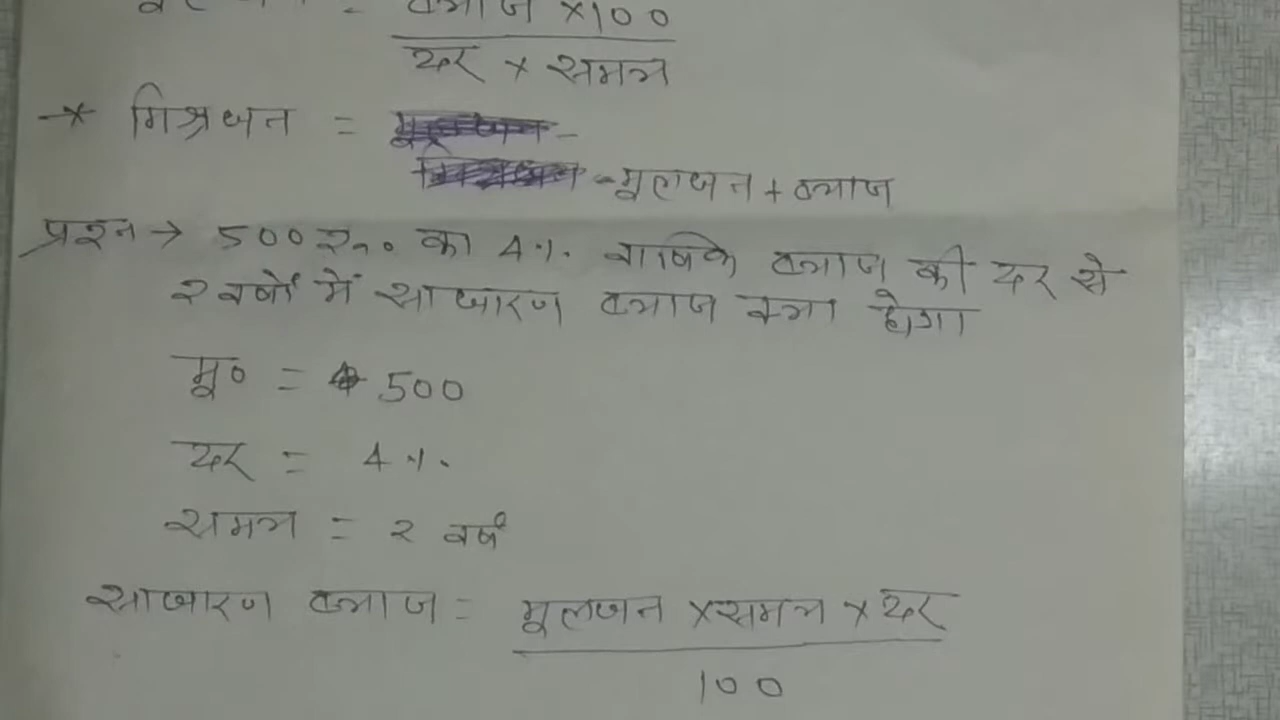 = ब्याज ×100
दर × समय
* मिश्रधन =
- मूलधन + ब्याज
प्रश्न → 500 रू० का 4%. वार्षिक ब्याज की दर से
2 वर्षों में साधारण ब्याज क्या होगा
मू० = 500
दर = 4%.
समय = 2 वर्ष
साधारण ब्याज = मूलधन ×समय × दर
100